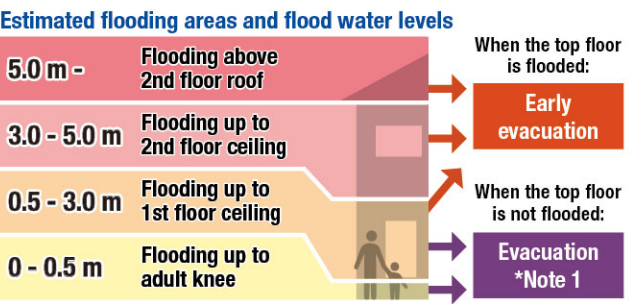 Estimated flooding areas and flood water levels
5.0 m -
Flooding above
2nd floor roof
3.0 - 5.0 m
Flooding up to
2nd floor ceiling
0.5 - 3.0 m
Flooding up to
1st floor ceiling
0 - 0.5 m
Flooding up to
adult knee
When the top floor
is flooded:
Early
evacuation
When the top floor
is not flooded:
Evacuation
*Note 1